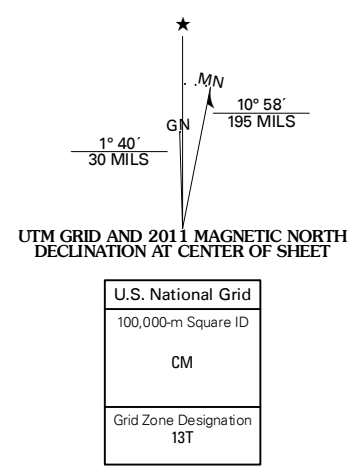 ★
MN
GN
10° 58´
195 MILS
1° 40´
30 MILS
UTM GRID AND 2011 MAGNETIC NORTH
DECLINATION AT CENTER OF SHEET
U.S. National Grid
100,000-m Square ID
CM
Grid Zone Designation
13T